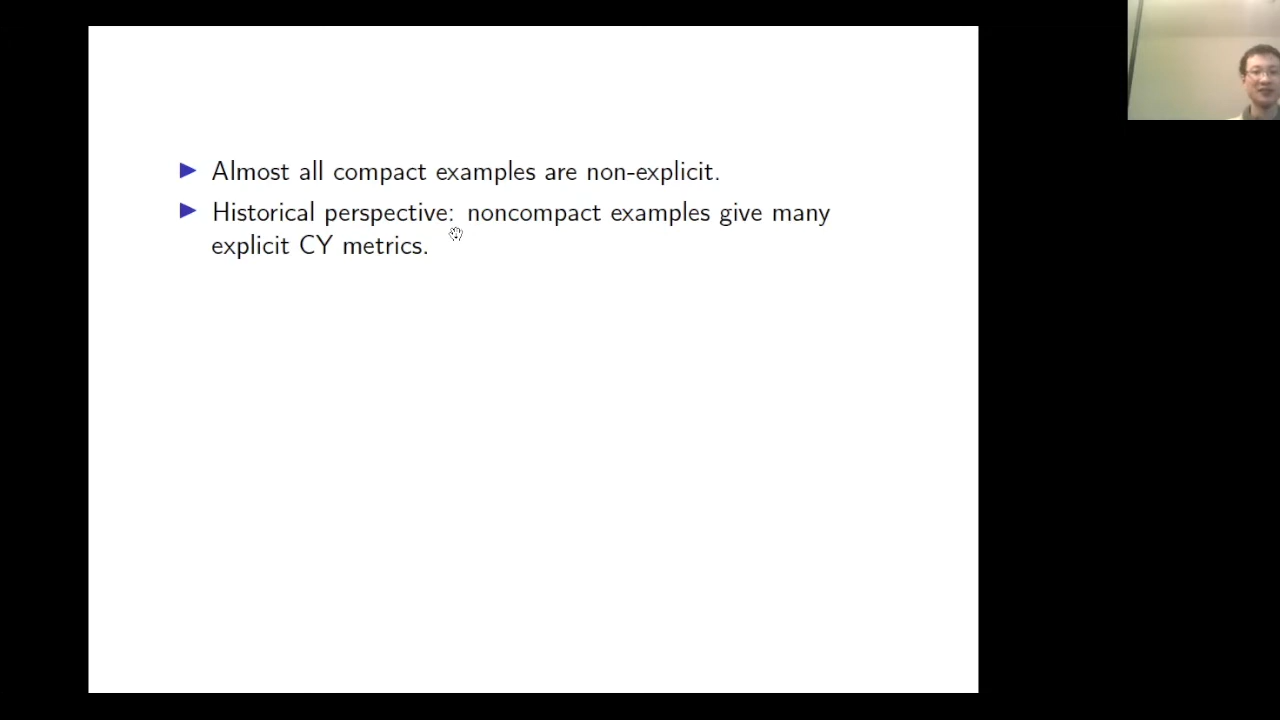 Almost all compact examples are non-explicit.
Historical perspective: noncompact examples give many
explicit CY metrics.